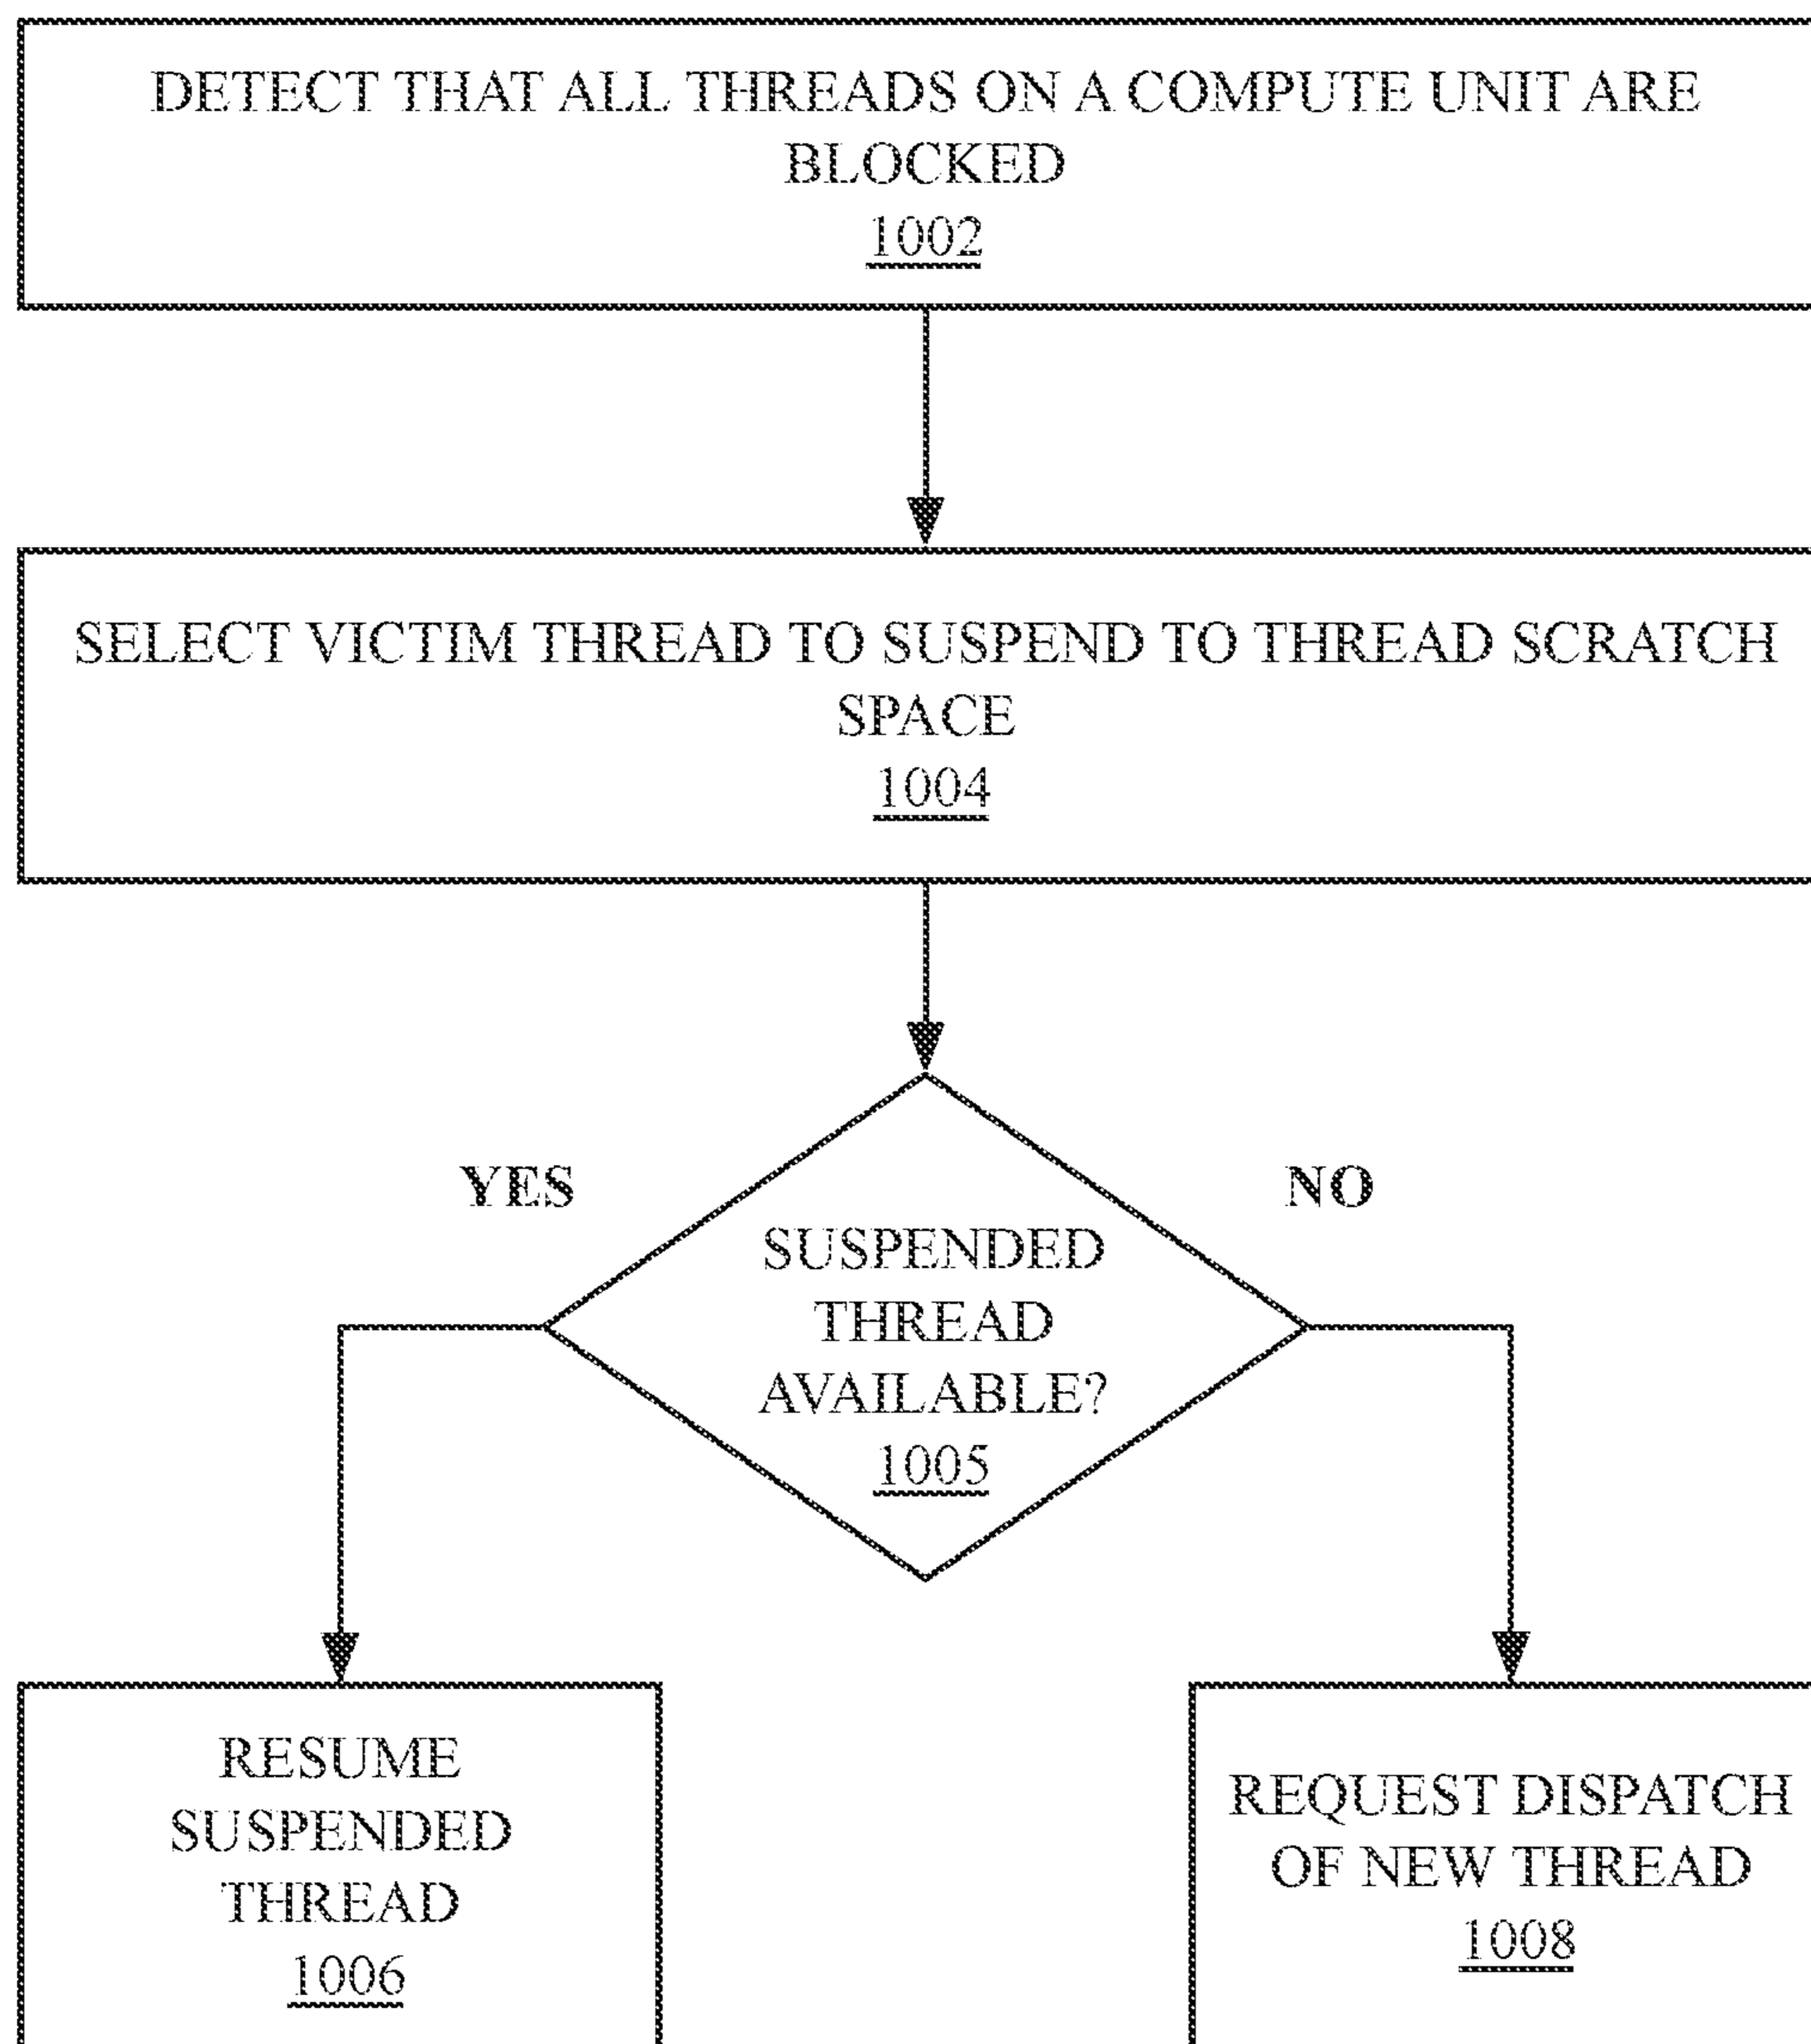 DETECT THAT ALL THREADS ON A COMPUTE UNIT ARE
BLOCKED
1002
SELECT VICTIM THREAD TO SUSPEND TO THREAD SCRATCH
SPACE
1004
YES
NO
SUSPENDED
THREAD
AVAILABLE?
1005
RESUME
SUSPENDED
THREAD
1006
REQUEST DISPATCH
OF NEW THREAD
1008